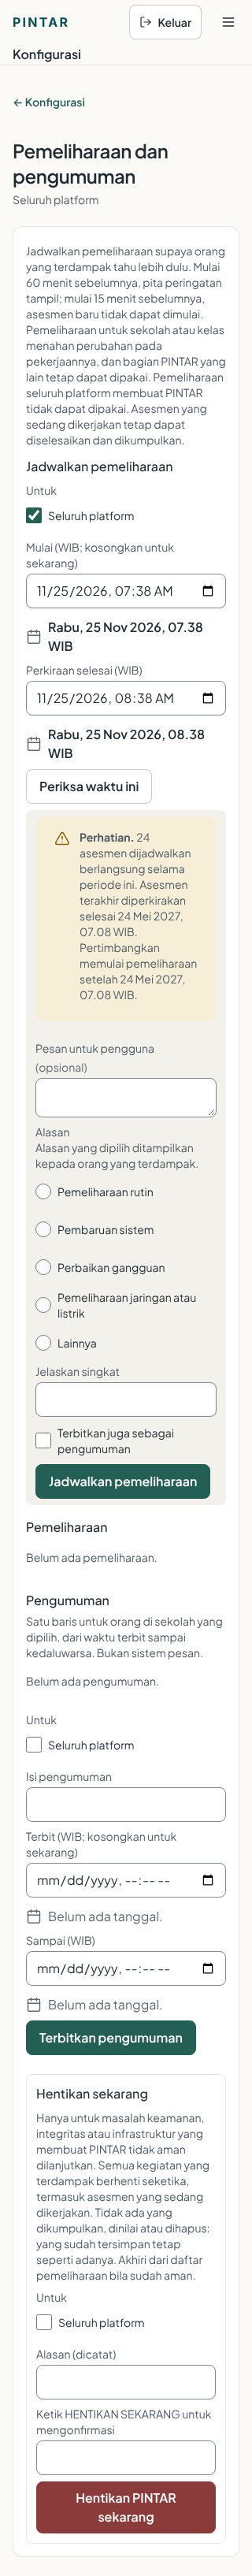 PINTAR
Keluar
Konfigurasi
← Konfigurasi
Pemeliharaan dan
pengumuman
Seluruh platform
Jadwalkan pemeliharaan supaya orang
yang terdampak tahu lebih dulu. Mulai
60 menit sebelumnya, pita peringatan
tampil; mulai 15 menit sebelumnya,
asesmen baru tidak dapat dimulai.
Pemeliharaan untuk sekolah atau kelas
menahan perubahan pada
pekerjaannya, dan bagian PINTAR yang
lain tetap dapat dipakai. Pemeliharaan
seluruh platform membuat PINTAR
tidak dapat dipakai. Asesmen yang
sedang dikerjakan tetap dapat
diselesaikan dan dikumpulkan.
Jadwalkan pemeliharaan
Untuk
Seluruh platform
Mulai (WIB; kosongkan untuk
sekarang)
11/25/2026, 07:38 AM
Rabu, 25 Nov 2026, 07.38
WIB
Perkiraan selesai (WIB)
11/25/2026, 08:38 AM
Rabu, 25 Nov 2026, 08.38
WIB
Periksa waktu ini
Perhatian. 24
asesmen dijadwalkan
berlangsung selama
periode ini. Asesmen
terakhir diperkirakan
selesai 24 Mei 2027,
07.08 WIB.
Pertimbangkan
memulai pemeliharaan
setelah 24 Mei 2027,
07.08 WIB.
Pesan untuk pengguna
(opsional)
Alasan
Alasan yang dipilih ditampilkan
kepada orang yang terdampak.
Pemeliharaan rutin
Pembaruan sistem
Perbaikan gangguan
Pemeliharaan jaringan atau
listrik
Lainnya
Jelaskan singkat
Terbitkan juga sebagai
pengumuman
Jadwalkan pemeliharaan
Pemeliharaan
Belum ada pemeliharaan.
Pengumuman
Satu baris untuk orang di sekolah yang
dipilih, dari waktu terbit sampai
kedaluwarsa. Bukan sistem pesan.
Belum ada pengumuman.
Untuk
Seluruh platform
Isi pengumuman
Terbit (WIB; kosongkan untuk
sekarang)
mm/dd/yyyy, --:-- --
Belum ada tanggal.
Sampai (WIB)
mm/dd/yyyy, --:-- --
Belum ada tanggal.
Terbitkan pengumuman
Hentikan sekarang
Hanya untuk masalah keamanan,
integritas atau infrastruktur yang
membuat PINTAR tidak aman
dilanjutkan. Semua kegiatan yang
terdampak berhenti seketika,
termasuk asesmen yang sedang
dikerjakan. Tidak ada yang
dikumpulkan, dinilai atau dihapus:
yang sudah tersimpan tetap
seperti adanya. Akhiri dari daftar
pemeliharaan bila sudah aman.
Untuk
Seluruh platform
Alasan (dicatat)
Ketik HENTIKAN SEKARANG untuk
mengonfirmasi
Hentikan PINTAR
sekarang